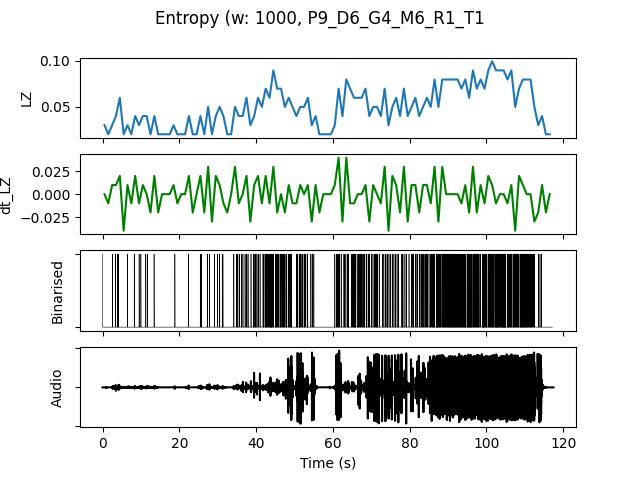 Entropy (w: 1000, P9_D6_G4_M6_R1_T1
0.10
0.05
LZ
0.025
0.000
−0.025
dt_LZ
Binarised
Audio
0 20 40 60 80 100 120
Time (s)